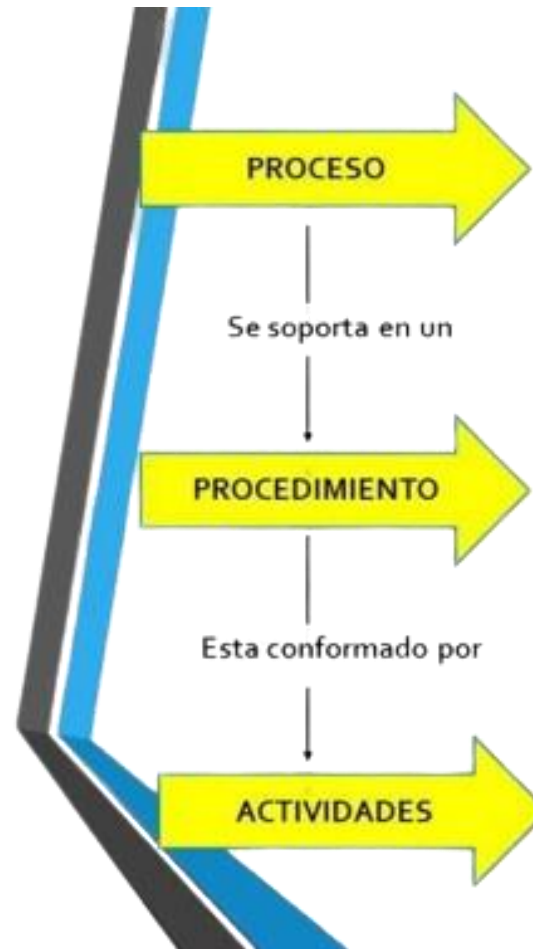 PROCESO
Se soporta en un
PROCEDIMIENTO
Esta conformado por
ACTIVIDADES